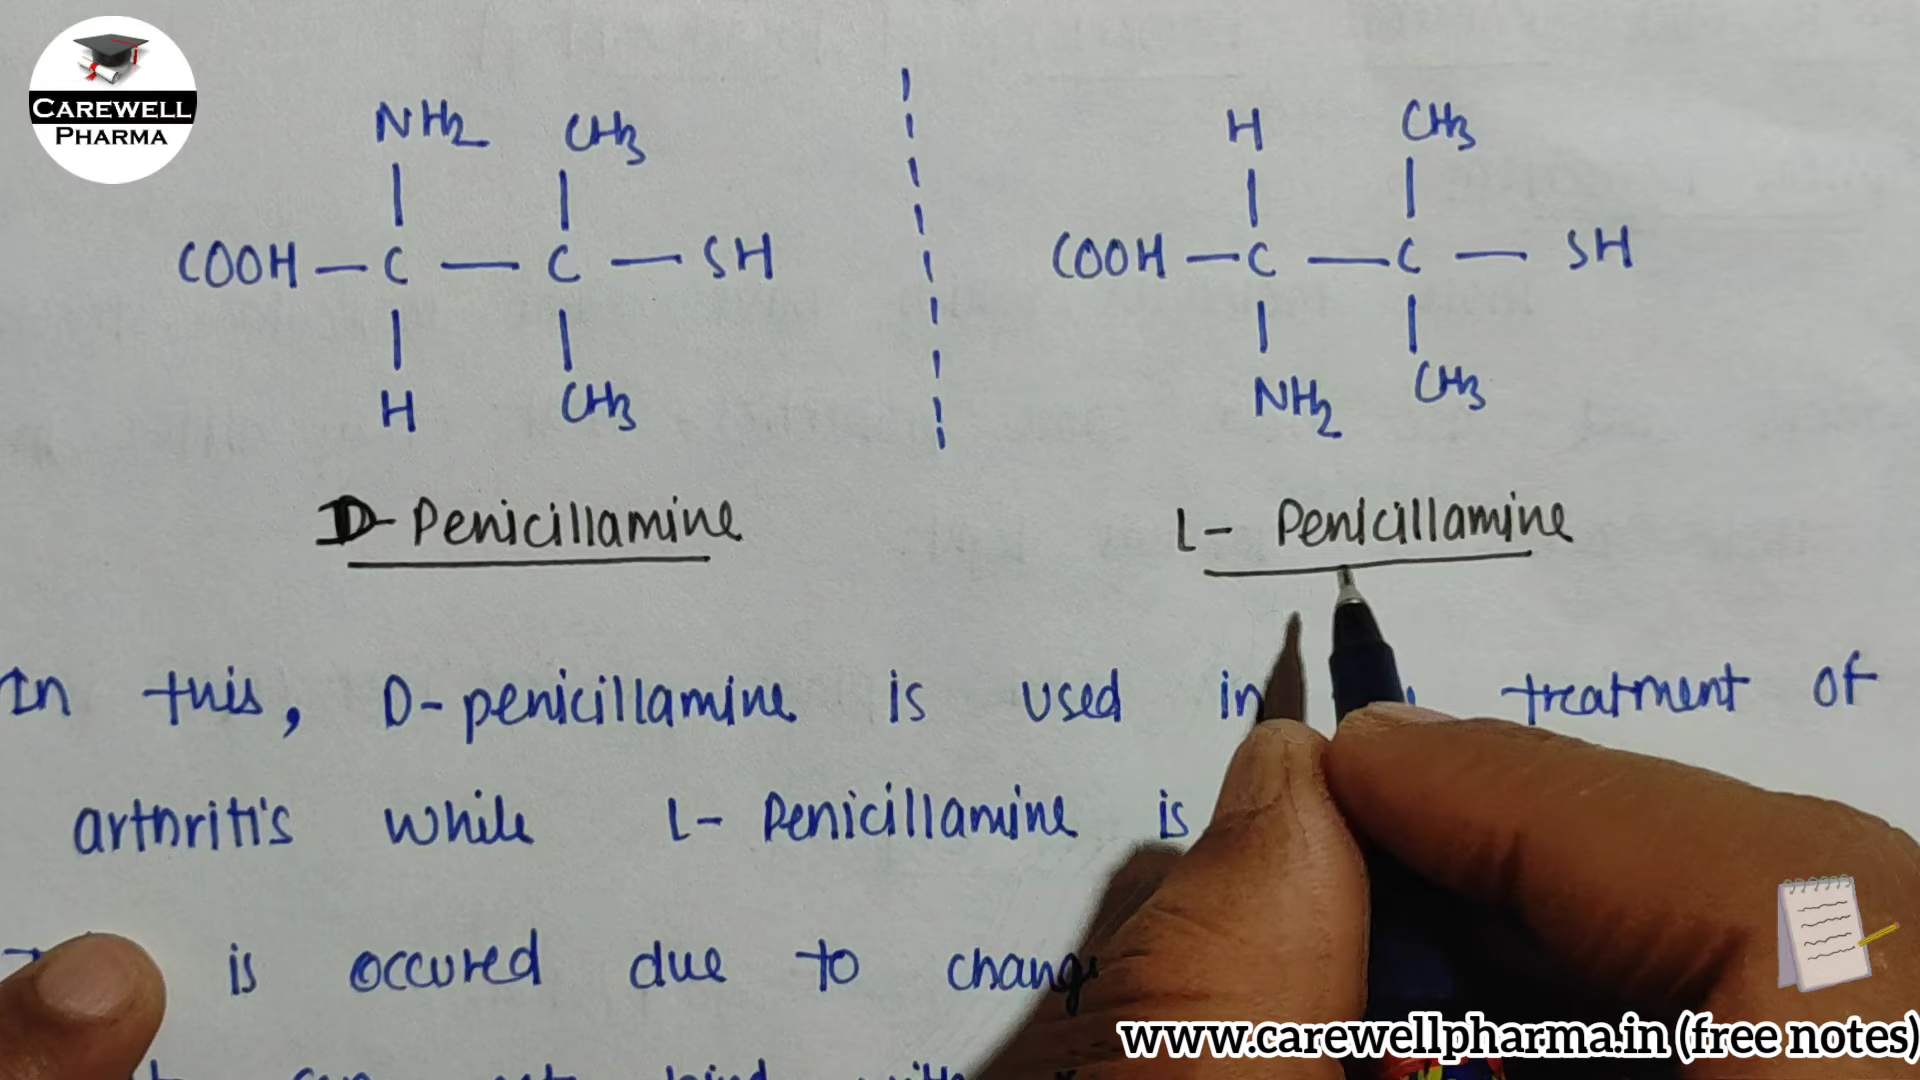 CAREWELL
PHARMA
NH2 CH3
COOH — C — C — SH
H CH3
D-Penicillamine
H CH3
COOH — C — C — SH
NH2 CH3
L- Penicillamine
In this, D-penicillamine is used in treatment of
arthritis while L- Penicillamine is
is occured due to chang
www.carewellpharma.in (free notes)